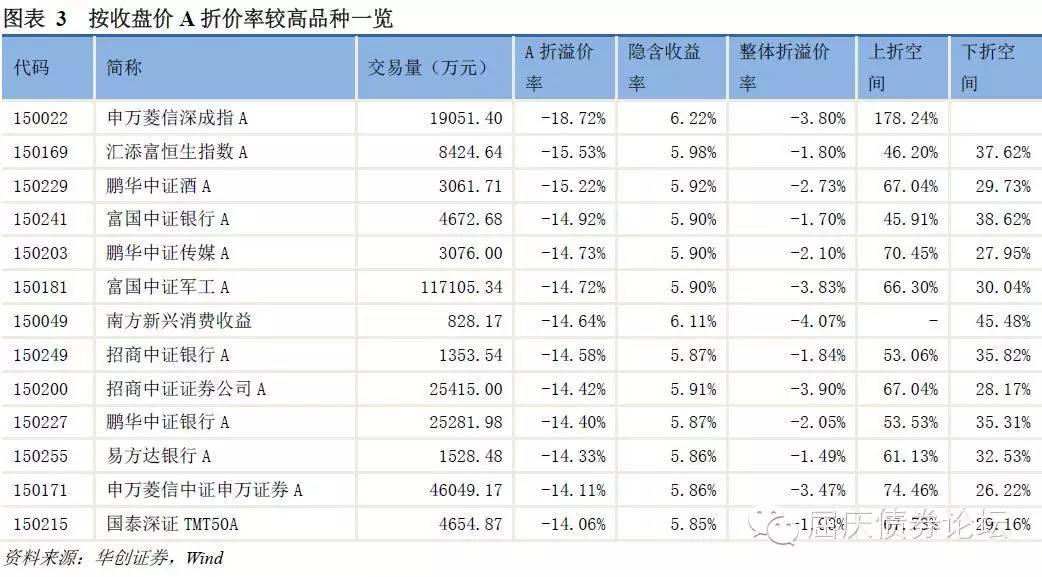 图表 3 按收盘价 A 折价率较高品种一览
代码 简称 交易量（万元） A 折溢价率 隐含收益率 整体折溢价率 上折空间 下折空间
150022 申万菱信深成指 A 19051.40 -18.72% 6.22% -3.80% 178.24%
150169 汇添富恒生指数 A 8424.64 -15.53% 5.98% -1.80% 46.20% 37.62%
150229 鹏华中证酒 A 3061.71 -15.22% 5.92% -2.73% 67.04% 29.73%
150241 富国中证银行 A 4672.68 -14.92% 5.90% -1.70% 45.91% 38.62%
150203 鹏华中证传媒 A 3076.00 -14.73% 5.90% -2.10% 70.45% 27.95%
150181 富国中证军工 A 117105.34 -14.72% 5.90% -3.83% 66.30% 30.04%
150049 南方新兴消费收益 828.17 -14.64% 6.11% -4.07% - 45.48%
150249 招商中证银行 A 1353.54 -14.58% 5.87% -1.84% 53.06% 35.82%
150200 招商中证证券公司 A 25415.00 -14.42% 5.91% -3.90% 67.04% 28.17%
150227 鹏华中证银行 A 25281.98 -14.40% 5.87% -2.05% 53.53% 35.31%
150255 易方达银行 A 1528.48 -14.33% 5.86% -1.49% 61.13% 32.53%
150171 申万菱信中证申万证券 A 46049.17 -14.11% 5.86% -3.47% 74.46% 26.22%
150215 国泰深证 TMT50A 4654.87 -14.06% 5.85% 29.16%
屈庆债券论坛
资料来源：华创证券，Wind